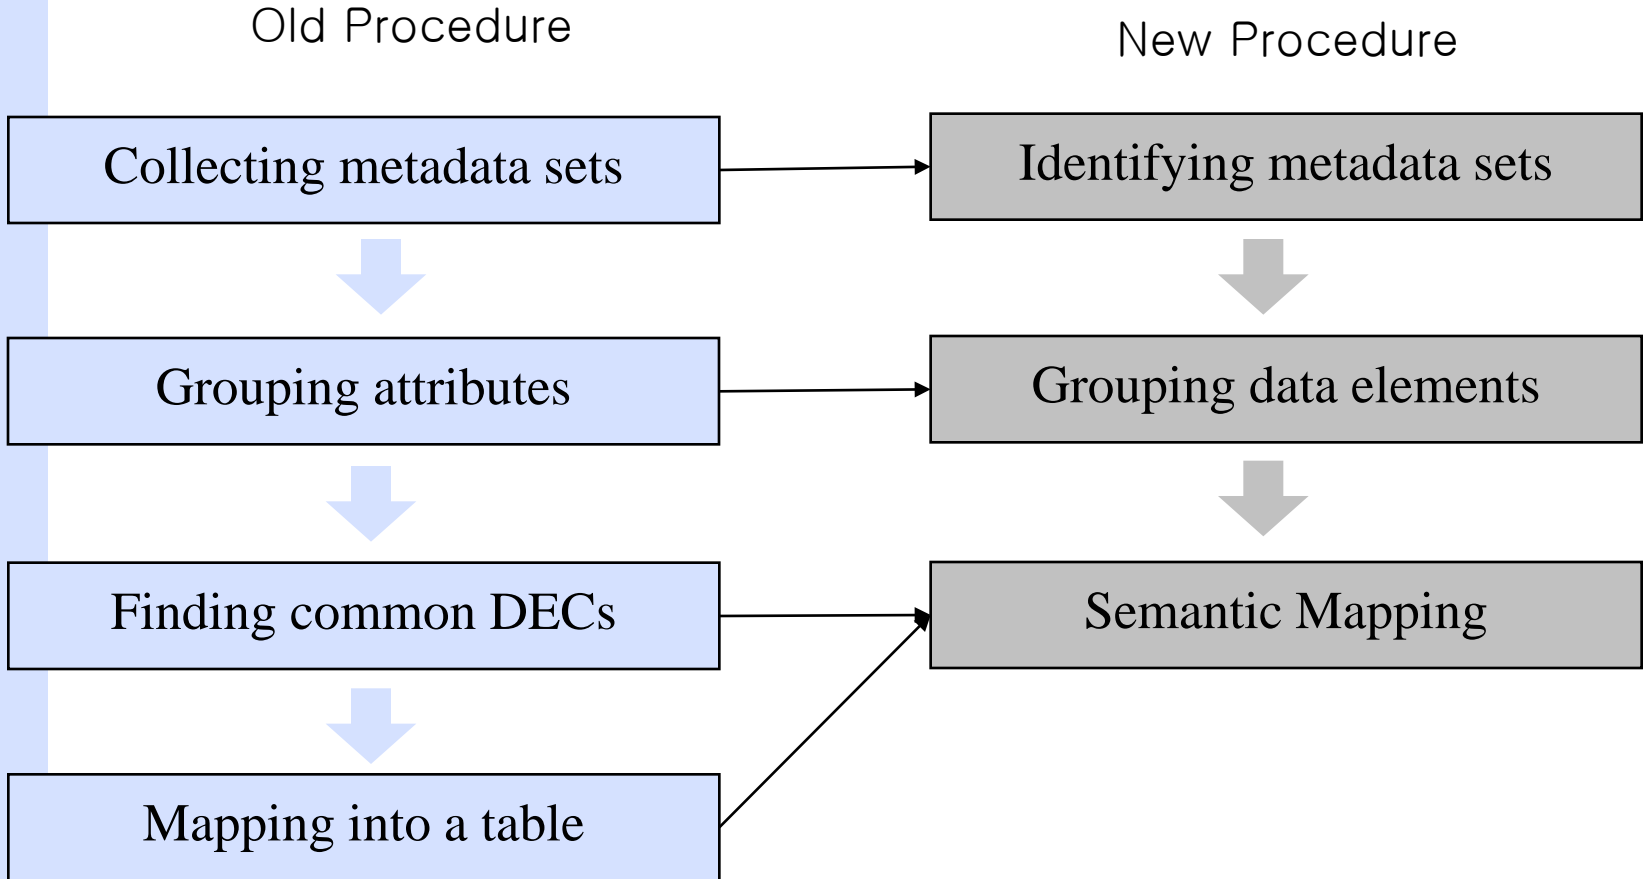 Old Procedure
New Procedure
Collecting metadata sets
Identifying metadata sets
Grouping attributes
Grouping data elements
Finding common DECs
Semantic Mapping
Mapping into a table